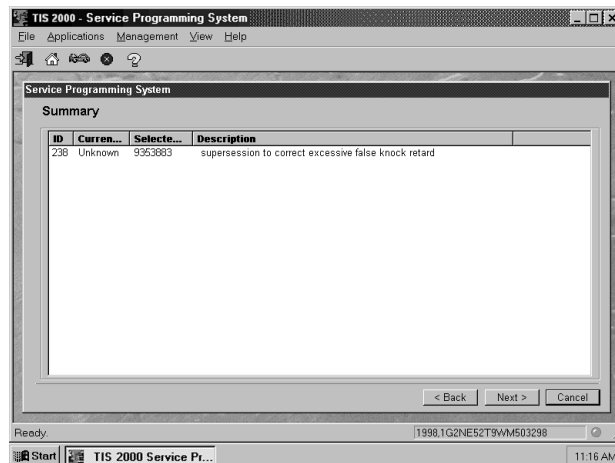 TIS 2000 - Service Programming System
File Applications Management View Help
Service Programming System
Summary
ID Curren... Selecte... Description
238 Unknown 9353883 supersession to correct excessive false knock retard
< Back Next > Cancel
Ready. 1998,1G2NE52T9WM503298
Start TIS 2000 Service Pr... 11:16 AM